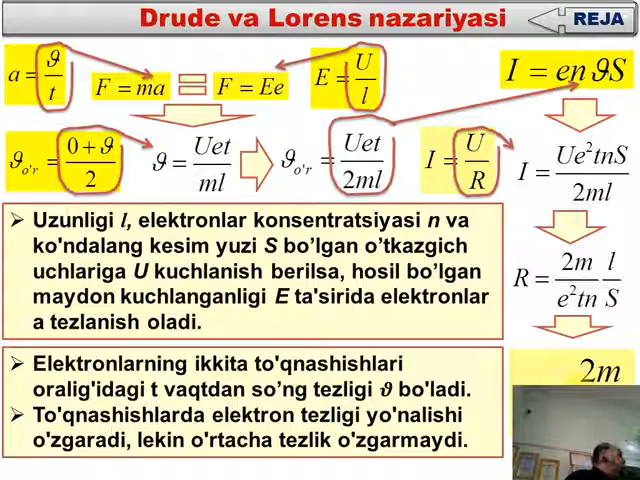 Drude va Lorens nazariyasi
REJA
a = ϑ/t
F = ma = F = Ee
E = U/l
I = enϑS
ϑo'r = (0 + ϑ)/2
ϑ = Uet/ml
ϑo'r = Uet/2ml
I = U/R
I = Ue²tnS/2ml
➢ Uzunligi l, elektronlar konsentratsiyasi n va
ko'ndalang kesim yuzi S bo’lgan o’tkazgich
uchlariga U kuchlanish berilsa, hosil bo’lgan
maydon kuchlanganligi E ta'sirida elektronlar
a tezlanish oladi.
R = 2m/e²tn l/S
➢ Elektronlarning ikkita to'qnashishlari
oralig'idagi t vaqtdan so’ng tezligi ϑ bo'ladi.
➢ To'qnashishlarda elektron tezligi yo'nalishi
o'zgaradi, lekin o'rtacha tezlik o'zgarmaydi.
2m